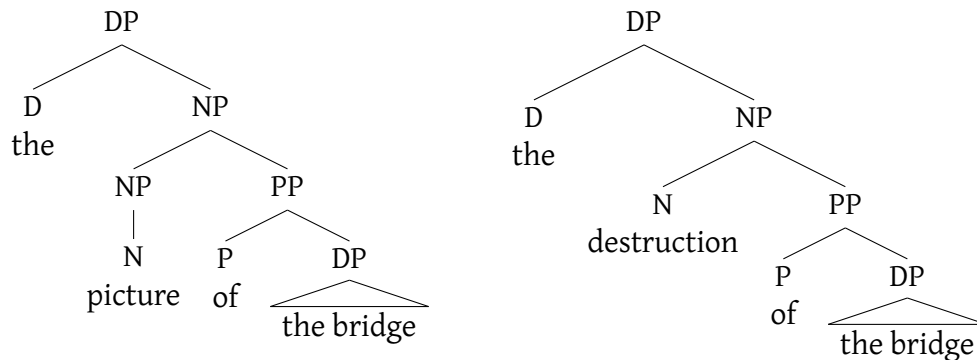 DP DP
D NP D NP
the the
NP PP N PP
destruction
N P DP P DP
picture of of
the bridge the bridge